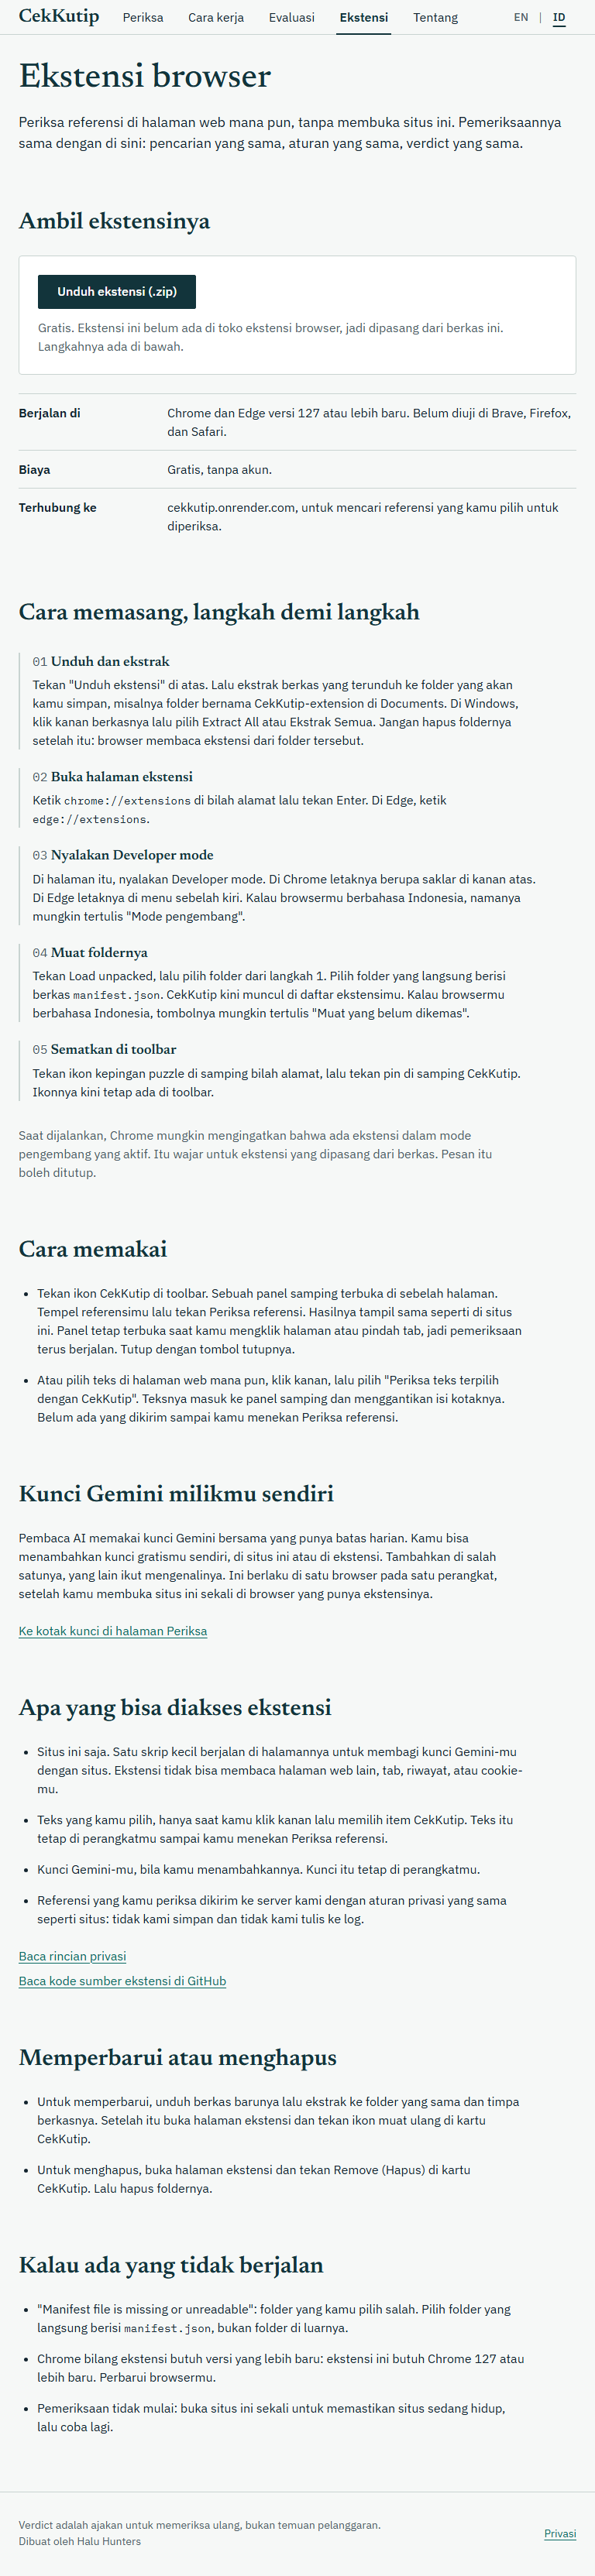 CekKutip Periksa Cara kerja Evaluasi Ekstensi Tentang EN | ID
Ekstensi browser
Periksa referensi di halaman web mana pun, tanpa membuka situs ini. Pemeriksaannya
sama dengan di sini: pencarian yang sama, aturan yang sama, verdict yang sama.
Ambil ekstensinya
Unduh ekstensi (.zip)
Gratis. Ekstensi ini belum ada di toko ekstensi browser, jadi dipasang dari berkas ini.
Langkahnya ada di bawah.
Berjalan di Chrome dan Edge versi 127 atau lebih baru. Belum diuji di Brave, Firefox,
dan Safari.
Biaya Gratis, tanpa akun.
Terhubung ke cekkutip.onrender.com, untuk mencari referensi yang kamu pilih untuk
diperiksa.
Cara memasang, langkah demi langkah
01 Unduh dan ekstrak
Tekan "Unduh ekstensi" di atas. Lalu ekstrak berkas yang terunduh ke folder yang akan
kamu simpan, misalnya folder bernama CekKutip-extension di Documents. Di Windows,
klik kanan berkasnya lalu pilih Extract All atau Ekstrak Semua. Jangan hapus foldernya
setelah itu: browser membaca ekstensi dari folder tersebut.
02 Buka halaman ekstensi
Ketik chrome://extensions di bilah alamat lalu tekan Enter. Di Edge, ketik
edge://extensions.
03 Nyalakan Developer mode
Di halaman itu, nyalakan Developer mode. Di Chrome letaknya berupa saklar di kanan atas.
Di Edge letaknya di menu sebelah kiri. Kalau browsermu berbahasa Indonesia, namanya
mungkin tertulis "Mode pengembang".
04 Muat foldernya
Tekan Load unpacked, lalu pilih folder dari langkah 1. Pilih folder yang langsung berisi
berkas manifest.json. CekKutip kini muncul di daftar ekstensimu. Kalau browsermu
berbahasa Indonesia, tombolnya mungkin tertulis "Muat yang belum dikemas".
05 Sematkan di toolbar
Tekan ikon kepingan puzzle di samping bilah alamat, lalu tekan pin di samping CekKutip.
Ikonnya kini tetap ada di toolbar.
Saat dijalankan, Chrome mungkin mengingatkan bahwa ada ekstensi dalam mode
pengembang yang aktif. Itu wajar untuk ekstensi yang dipasang dari berkas. Pesan itu
boleh ditutup.
Cara memakai
• Tekan ikon CekKutip di toolbar. Sebuah panel samping terbuka di sebelah halaman.
Tempel referensimu lalu tekan Periksa referensi. Hasilnya tampil sama seperti di situs
ini. Panel tetap terbuka saat kamu mengklik halaman atau pindah tab, jadi pemeriksaan
terus berjalan. Tutup dengan tombol tutupnya.
• Atau pilih teks di halaman web mana pun, klik kanan, lalu pilih "Periksa teks terpilih
dengan CekKutip". Teksnya masuk ke panel samping dan menggantikan isi kotaknya.
Belum ada yang dikirim sampai kamu menekan Periksa referensi.
Kunci Gemini milikmu sendiri
Pembaca AI memakai kunci Gemini bersama yang punya batas harian. Kamu bisa
menambahkan kunci gratismu sendiri, di situs ini atau di ekstensi. Tambahkan di salah
satunya, yang lain ikut mengenalinya. Ini berlaku di satu browser pada satu perangkat,
setelah kamu membuka situs ini sekali di browser yang punya ekstensinya.
Ke kotak kunci di halaman Periksa
Apa yang bisa diakses ekstensi
• Situs ini saja. Satu skrip kecil berjalan di halamannya untuk membagi kunci Gemini-mu
dengan situs. Ekstensi tidak bisa membaca halaman web lain, tab, riwayat, atau cookie-
mu.
• Teks yang kamu pilih, hanya saat kamu klik kanan lalu memilih item CekKutip. Teks itu
tetap di perangkatmu sampai kamu menekan Periksa referensi.
• Kunci Gemini-mu, bila kamu menambahkannya. Kunci itu tetap di perangkatmu.
• Referensi yang kamu periksa dikirim ke server kami dengan aturan privasi yang sama
seperti situs: tidak kami simpan dan tidak kami tulis ke log.
Baca rincian privasi
Baca kode sumber ekstensi di GitHub
Memperbarui atau menghapus
• Untuk memperbarui, unduh berkas barunya lalu ekstrak ke folder yang sama dan timpa
berkasnya. Setelah itu buka halaman ekstensi dan tekan ikon muat ulang di kartu
CekKutip.
• Untuk menghapus, buka halaman ekstensi dan tekan Remove (Hapus) di kartu
CekKutip. Lalu hapus foldernya.
Kalau ada yang tidak berjalan
• "Manifest file is missing or unreadable": folder yang kamu pilih salah. Pilih folder yang
langsung berisi manifest.json, bukan folder di luarnya.
• Chrome bilang ekstensi butuh versi yang lebih baru: ekstensi ini butuh Chrome 127 atau
lebih baru. Perbarui browsermu.
• Pemeriksaan tidak mulai: buka situs ini sekali untuk memastikan situs sedang hidup,
lalu coba lagi.
Verdict adalah ajakan untuk memeriksa ulang, bukan temuan pelanggaran.
Dibuat oleh Halu Hunters
Privasi